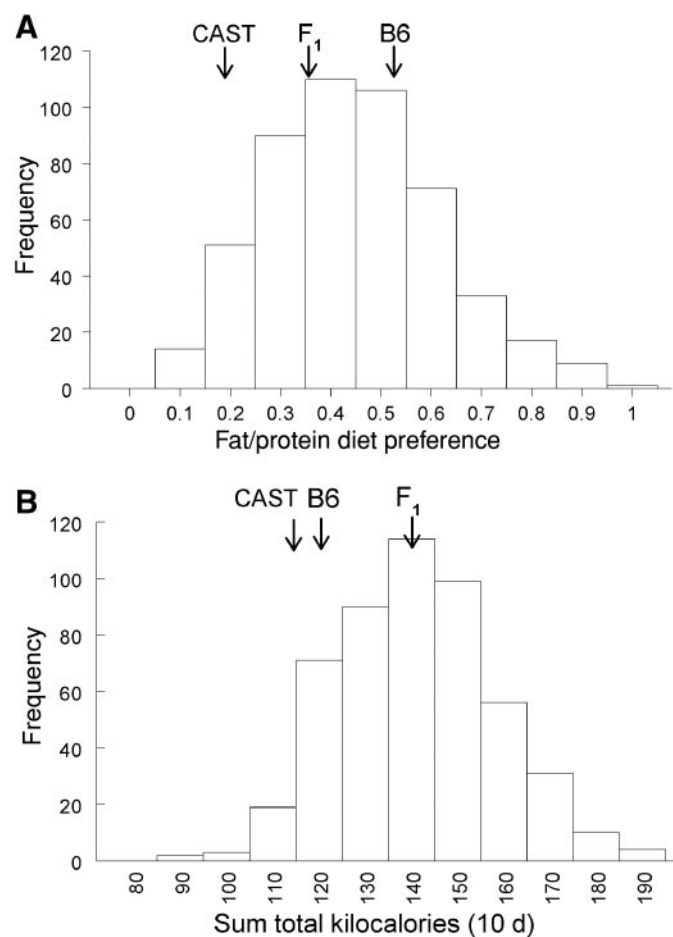 A
CAST F1 B6
120
100
80
60
40
20
0
Frequency
0 0.1 0.2 0.3 0.4 0.5 0.6 0.7 0.8 0.9 1
Fat/protein diet preference
B
CAST B6 F1
120
100
80
60
40
20
0
Frequency
80 90 100 110 120 130 140 150 160 170 180 190
Sum total kilocalories (10 d)